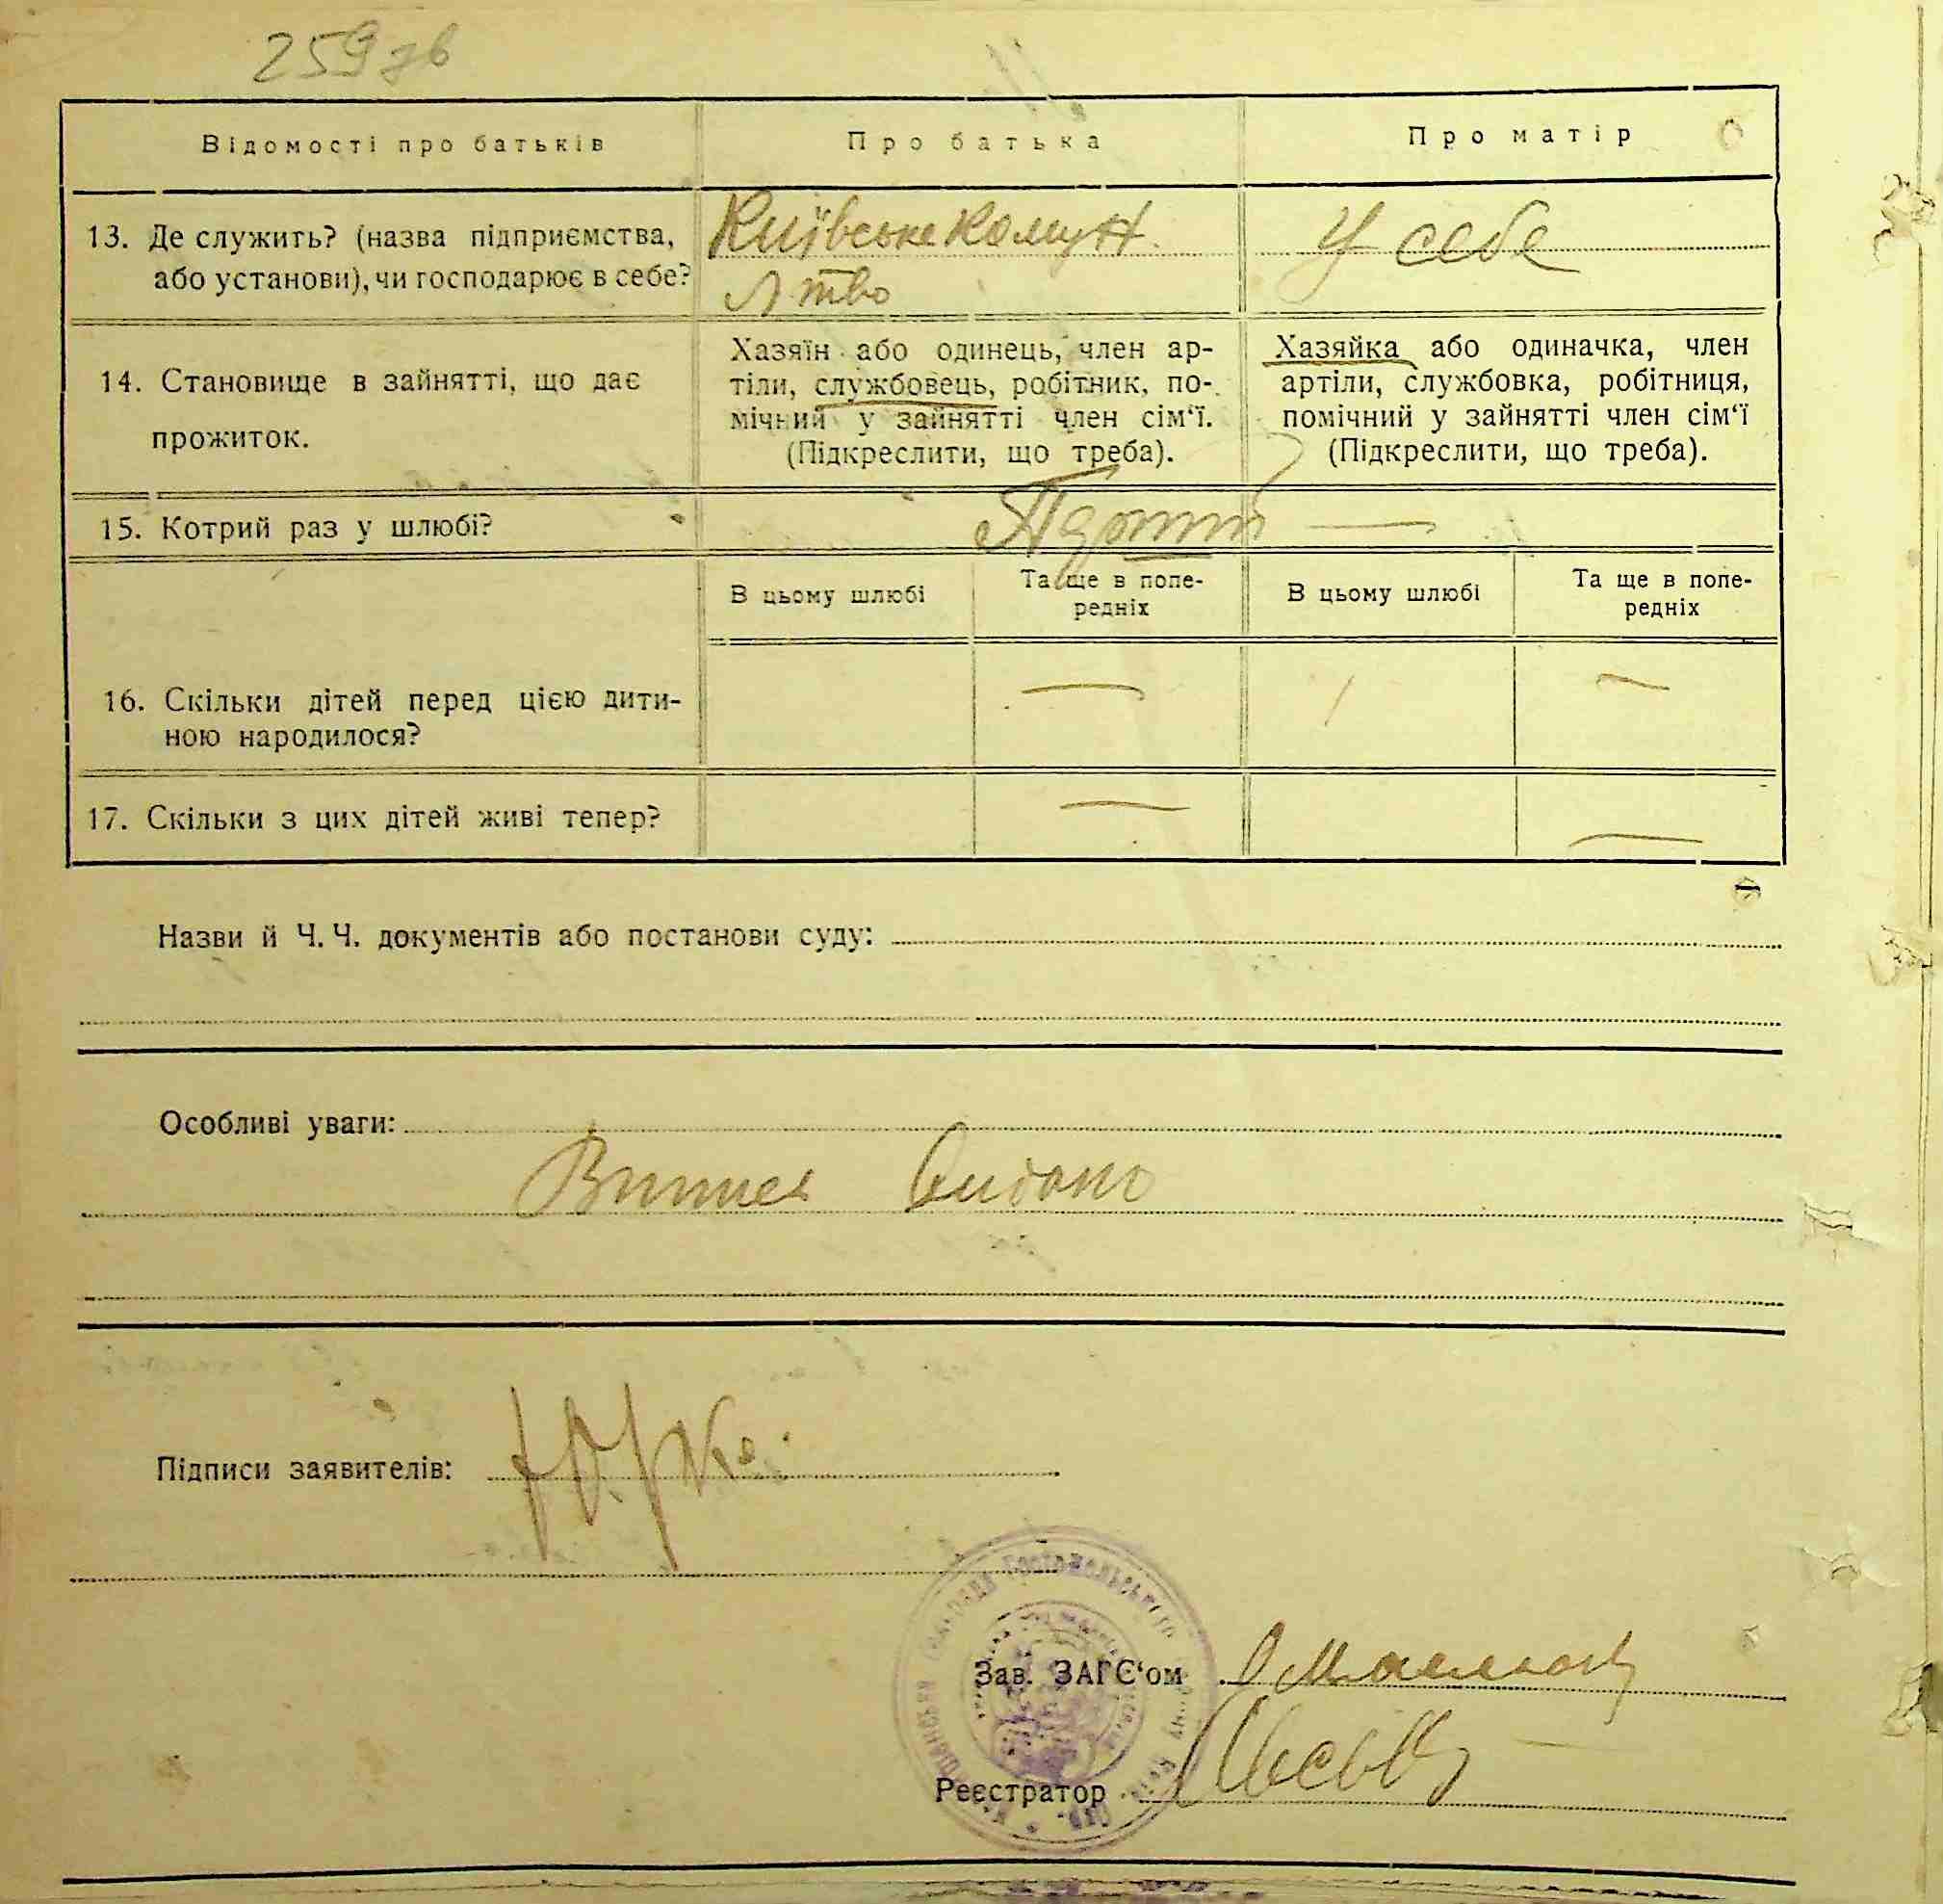 259 зв
Відомості про батьків
Про батька
Про матір
13. Де служить? (назва підприємства,
або установи), чи господарює в себе?
Київське Комун.
У себе
14. Становище в зайнятті, що дає
прожиток.
Хазяїн або одинець, член ар-
тіли, службовець, робітник, по-
мічний у зайнятті член сім‘ї.
(Підкреслити, що треба).
Хазяйка або одиначка, член
артіли, службовка, робітниця,
помічний у зайнятті член сім‘ї
(Підкреслити, що треба).
15. Котрий раз у шлюбі?
В цьому шлюбі
Та ще в попе-
редніх
В цьому шлюбі
Та ще в попе-
редніх
16. Скільки дітей перед цією дити-
ною народилося?
— —
17. Скільки з цих дітей живі тепер?
— —
Назви й Ч. Ч. документів або постанови суду:
Особливі уваги:
Витяг видано
Підписи заявителів:
Зав. ЗАГС‘ом
Реєстратор